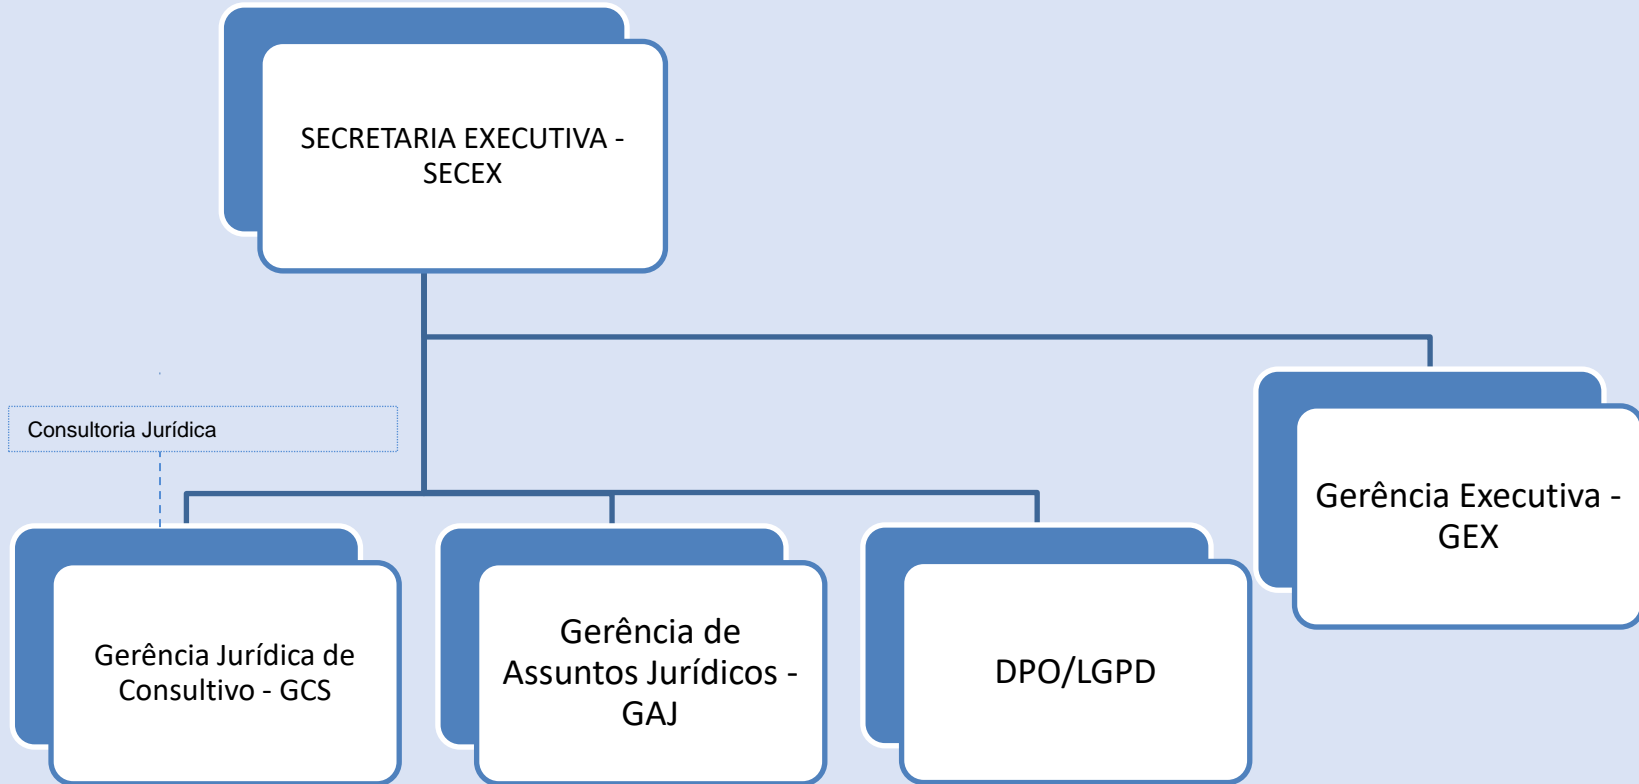 SECRETARIA EXECUTIVA -
SECEX
Consultoria Jurídica
Gerência Executiva -
GEX
Gerência Jurídica de
Consultivo - GCS
Gerência de
Assuntos Jurídicos -
GAJ
DPO/LGPD